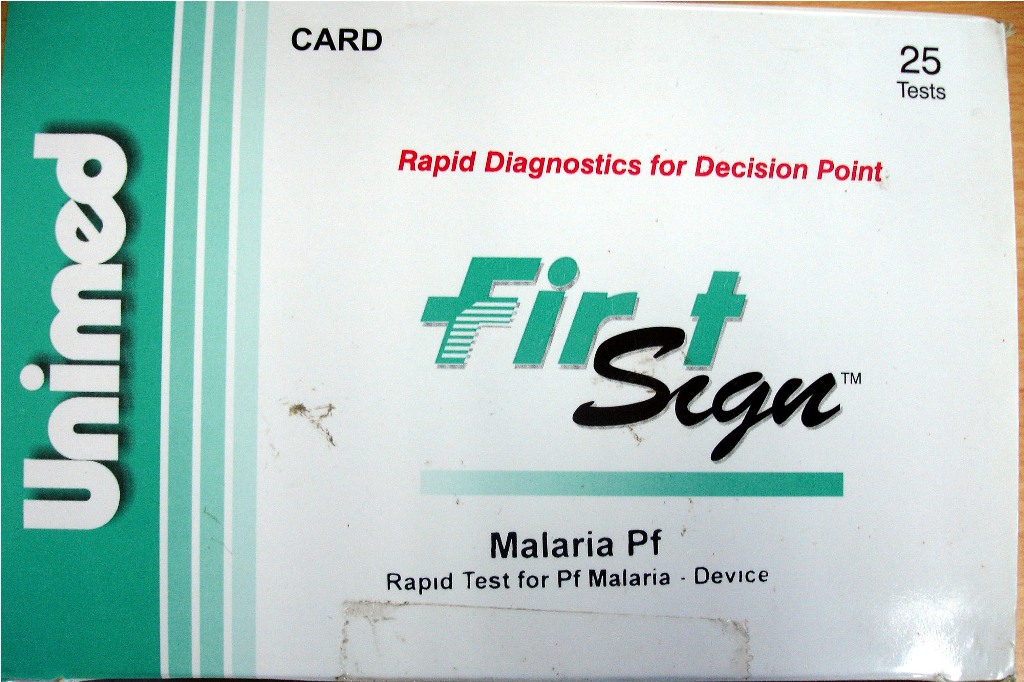 CARD
25
Tests
Unimed
Rapid Diagnostics for Decision Point
First
Sign™
Malaria Pf
Rapid Test for Pf Malaria - Device